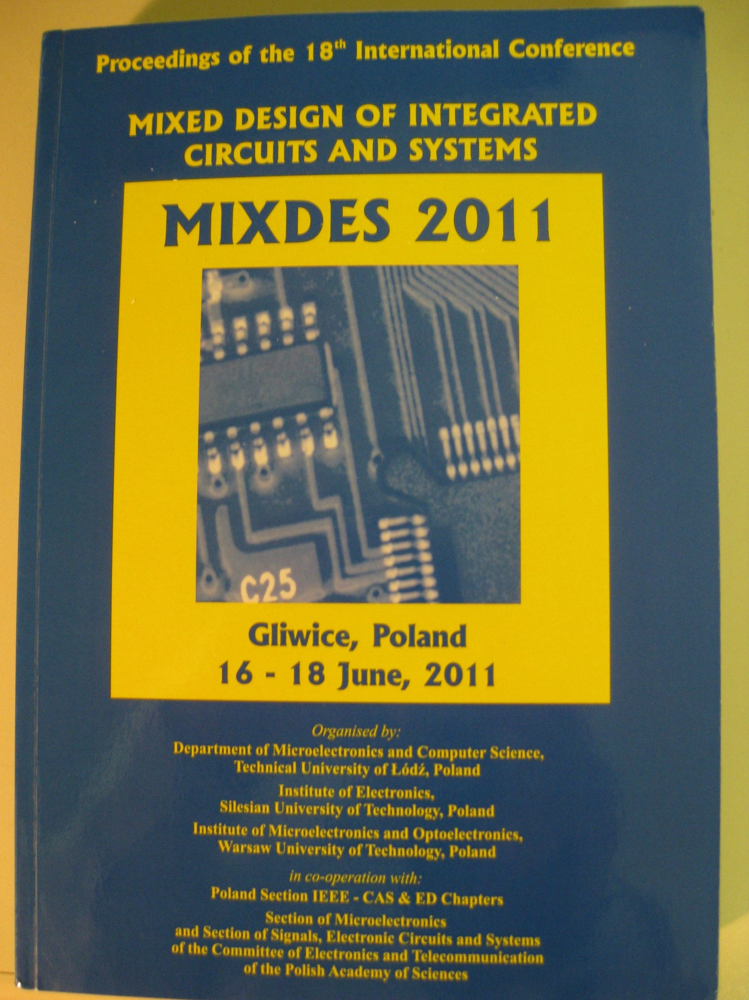 Proceedings of the 18th International Conference
MIXED DESIGN OF INTEGRATED
CIRCUITS AND SYSTEMS
MIXDES 2011
C25
Gliwice, Poland
16 - 18 June, 2011
Organised by:
Department of Microelectronics and Computer Science,
Technical University of Łódź, Poland
Institute of Electronics,
Silesian University of Technology, Poland
Institute of Microelectronics and Optoelectronics,
Warsaw University of Technology, Poland
in co-operation with:
Poland Section IEEE - CAS & ED Chapters
Section of Microelectronics
and Section of Signals, Electronic Circuits and Systems
of the Committee of Electronics and Telecommunication
of the Polish Academy of Sciences